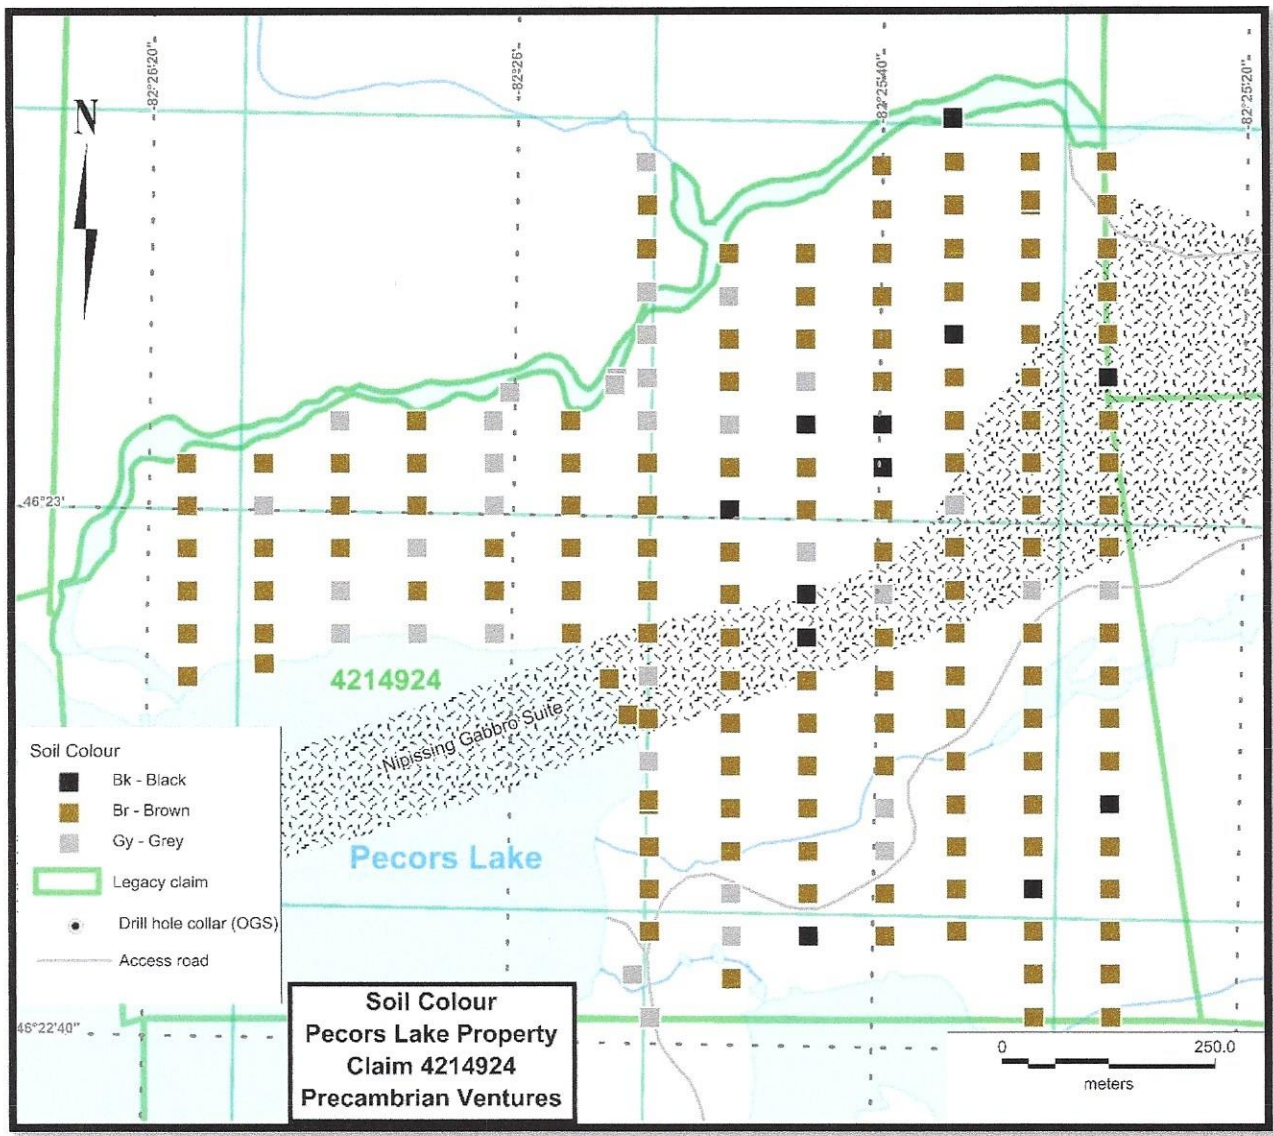 82°26'20"
82°26'
82°25'40"
82°25'20"
N
46°23'
4214924
Nipissing Gabbro Suite
Soil Colour
Bk - Black
Br - Brown
Gy - Grey
Legacy claim
Drill hole collar (OGS)
Access road
Pecors Lake
46°22'40"
Soil Colour
Pecors Lake Property
Claim 4214924
Precambrian Ventures
0 250.0
meters